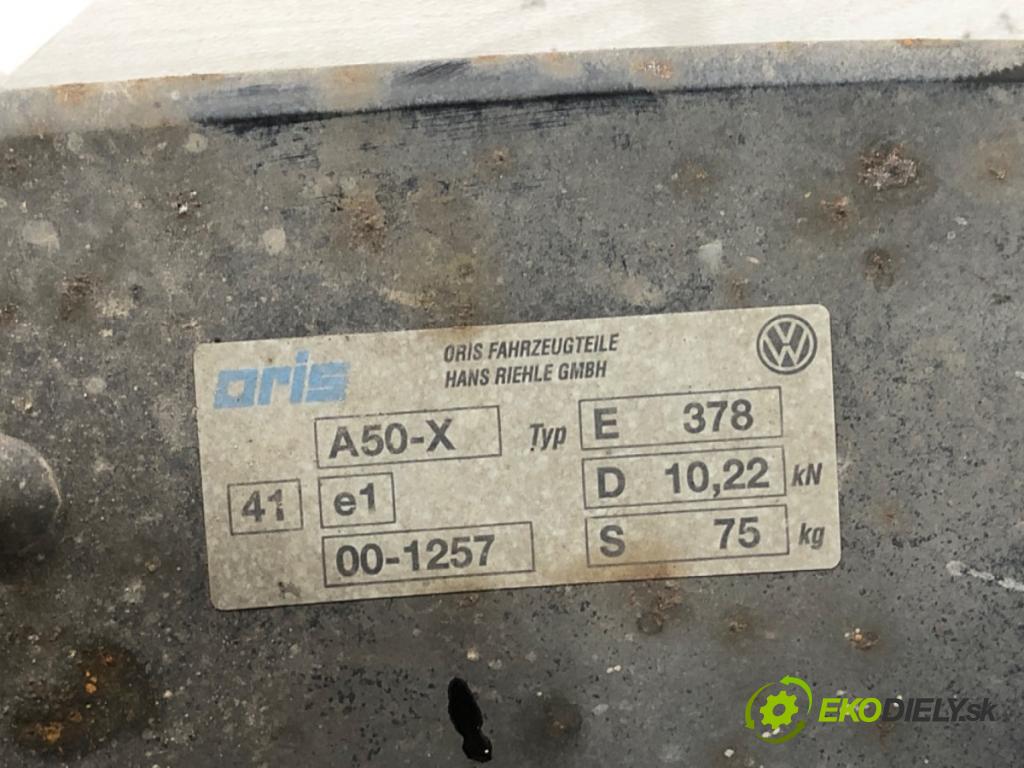 oris
ORIS FAHRZEUGTEILE
HANS RIEHLE GMBH
A50-X Typ E 378
41 e1 D 10,22 kN
00-1257 S 75 kg
EKODIELY.sk